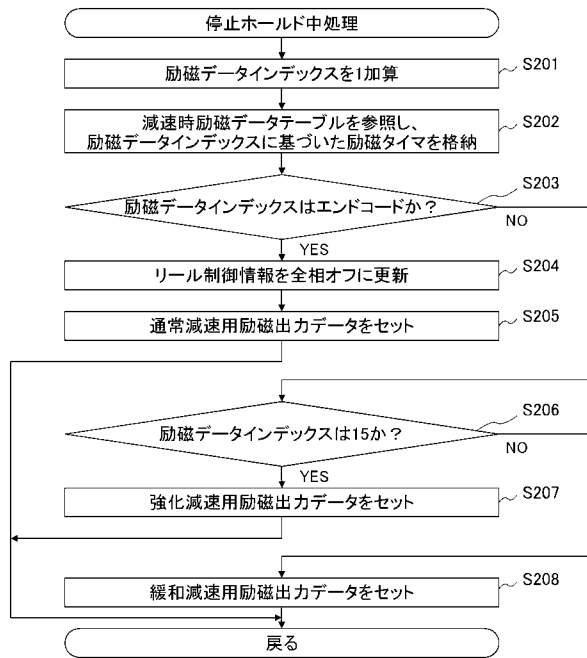 停止ホールド中処理
励磁データインデックスを1加算
S201
減速時励磁データテーブルを参照し、
励磁データインデックスに基づいた励磁タイマを格納
S202
励磁データインデックスはエンドコードか？
S203
NO
YES
リール制御情報を全相オフに更新
S204
通常減速用励磁出力データをセット
S205
励磁データインデックスは15か？
S206
NO
YES
強化減速用励磁出力データをセット
S207
緩和減速用励磁出力データをセット
S208
戻る